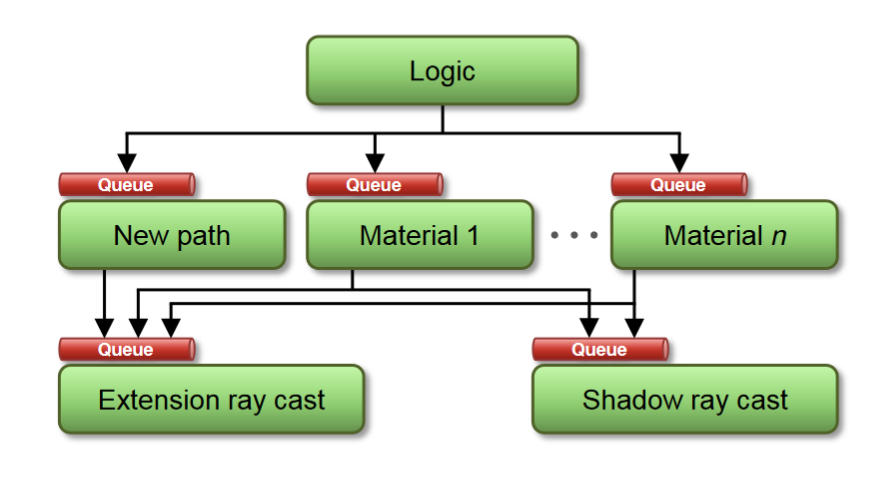 Logic
Queue
Queue
Queue
New path
Material 1
• • •
Material n
Queue
Queue
Extension ray cast
Shadow ray cast